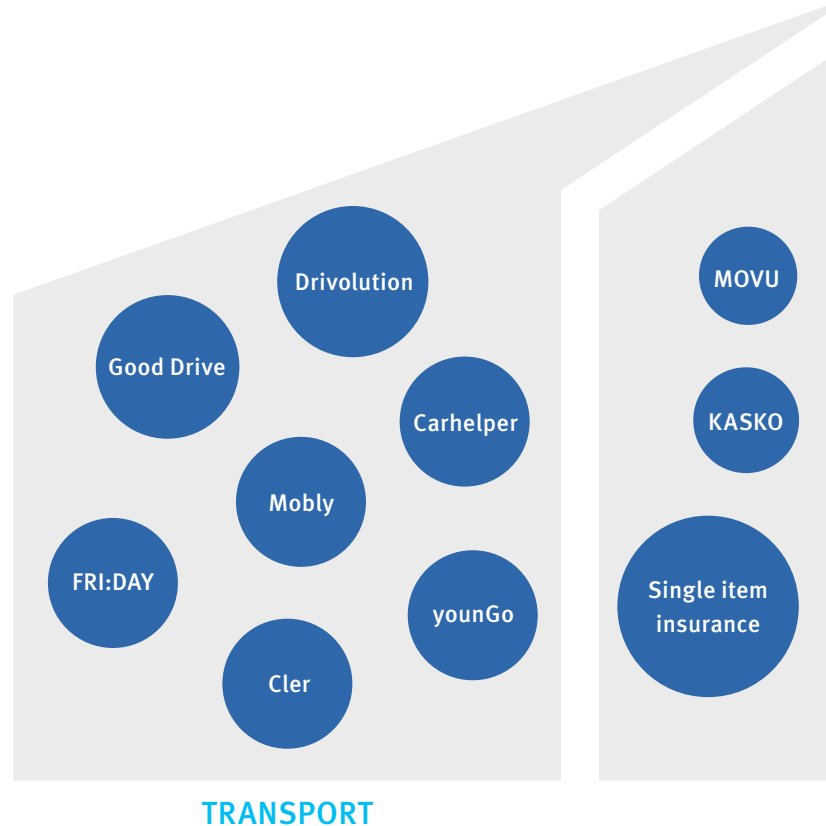 Drivolution
Good Drive
Carhelper
Mobly
FRI:DAY
younGo
Cler
TRANSPORT
MOVU
KASKO
Single item
insurance